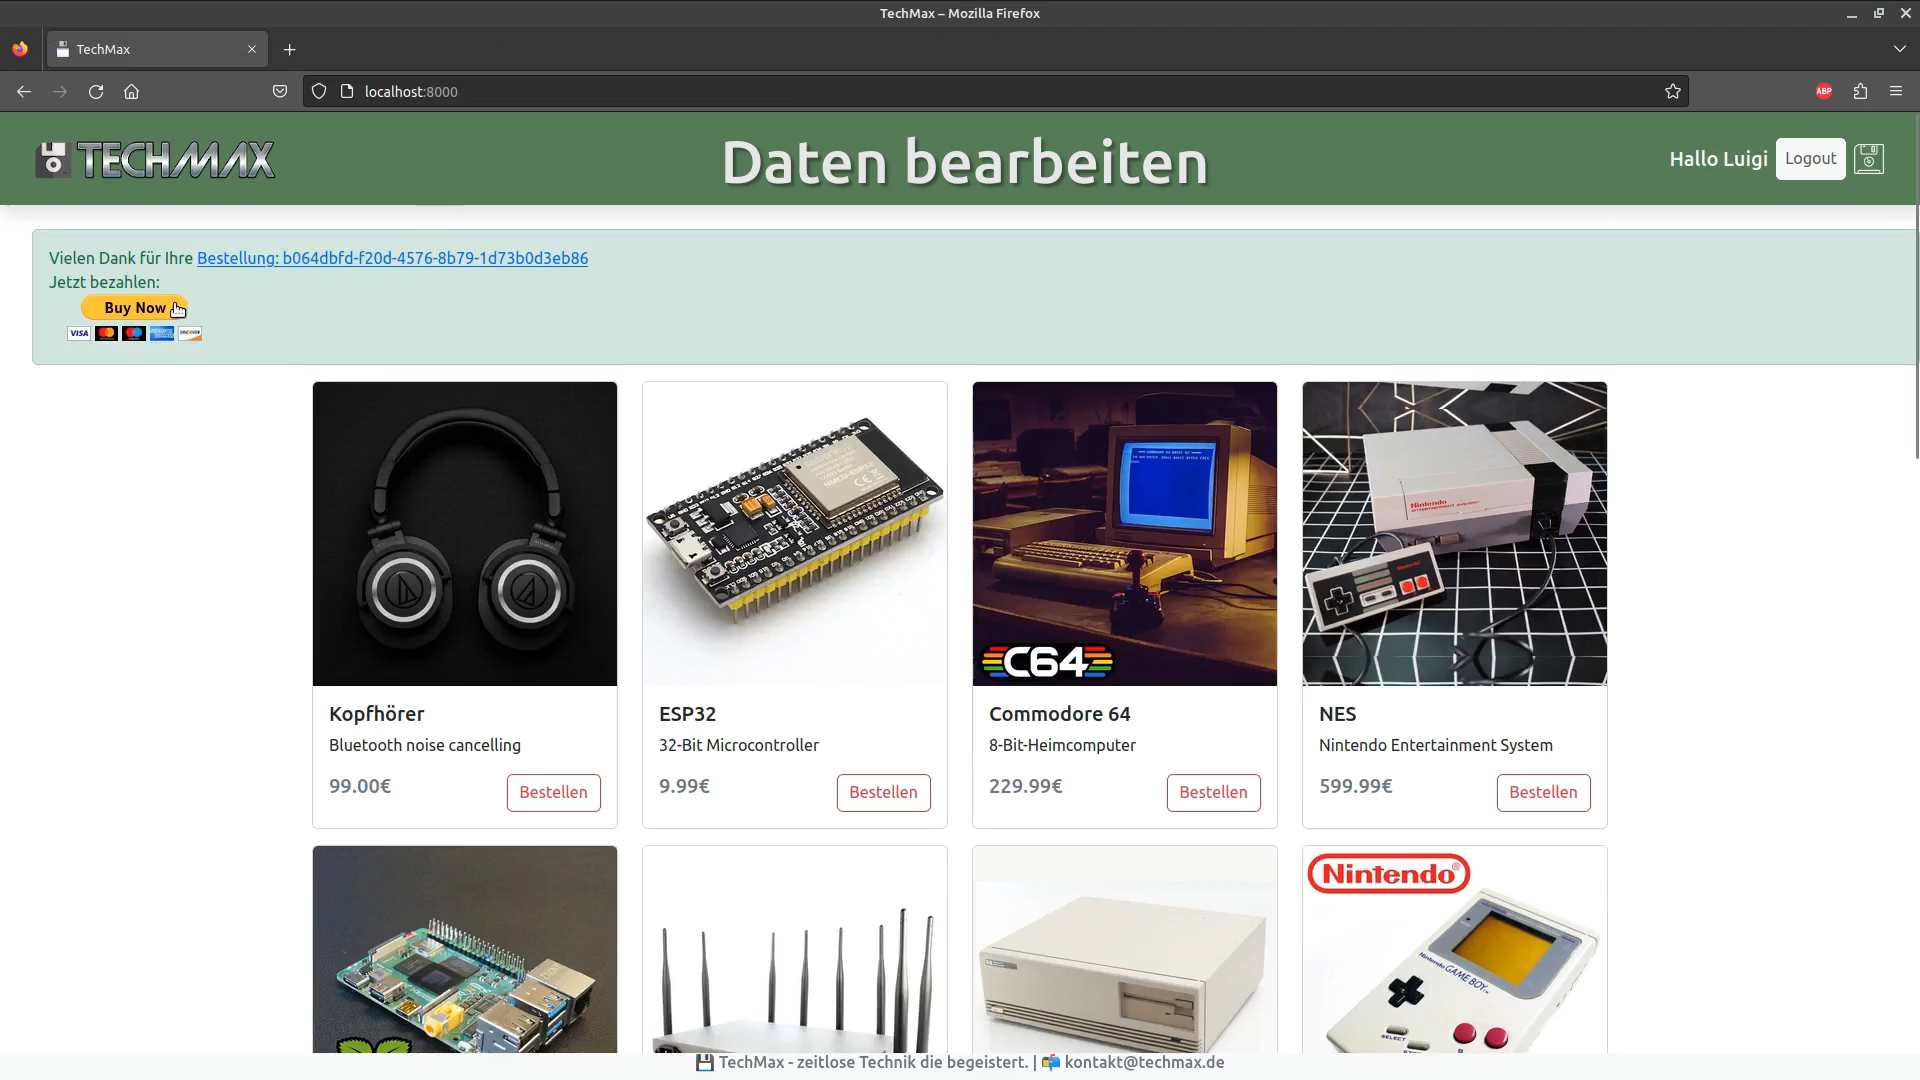 TechMax – Mozilla Firefox
TechMax
localhost:8000
ABP
TECHMAX
Daten bearbeiten
Hallo Luigi
Logout
Vielen Dank für Ihre Bestellung: b064dbfd-f20d-4576-8b79-1d73b0d3eb86
Jetzt bezahlen:
Buy Now
VISA
DISCOVER
Nintendo
C64
Kopfhörer
ESP32
Commodore 64
NES
Bluetooth noise cancelling
32-Bit Microcontroller
8-Bit-Heimcomputer
Nintendo Entertainment System
99.00€
Bestellen
9.99€
Bestellen
229.99€
Bestellen
599.99€
Bestellen
Nintendo®
Nintendo GAME BOY
SELECT
💾 TechMax - zeitlose Technik die begeistert. | 📬 kontakt@techmax.de